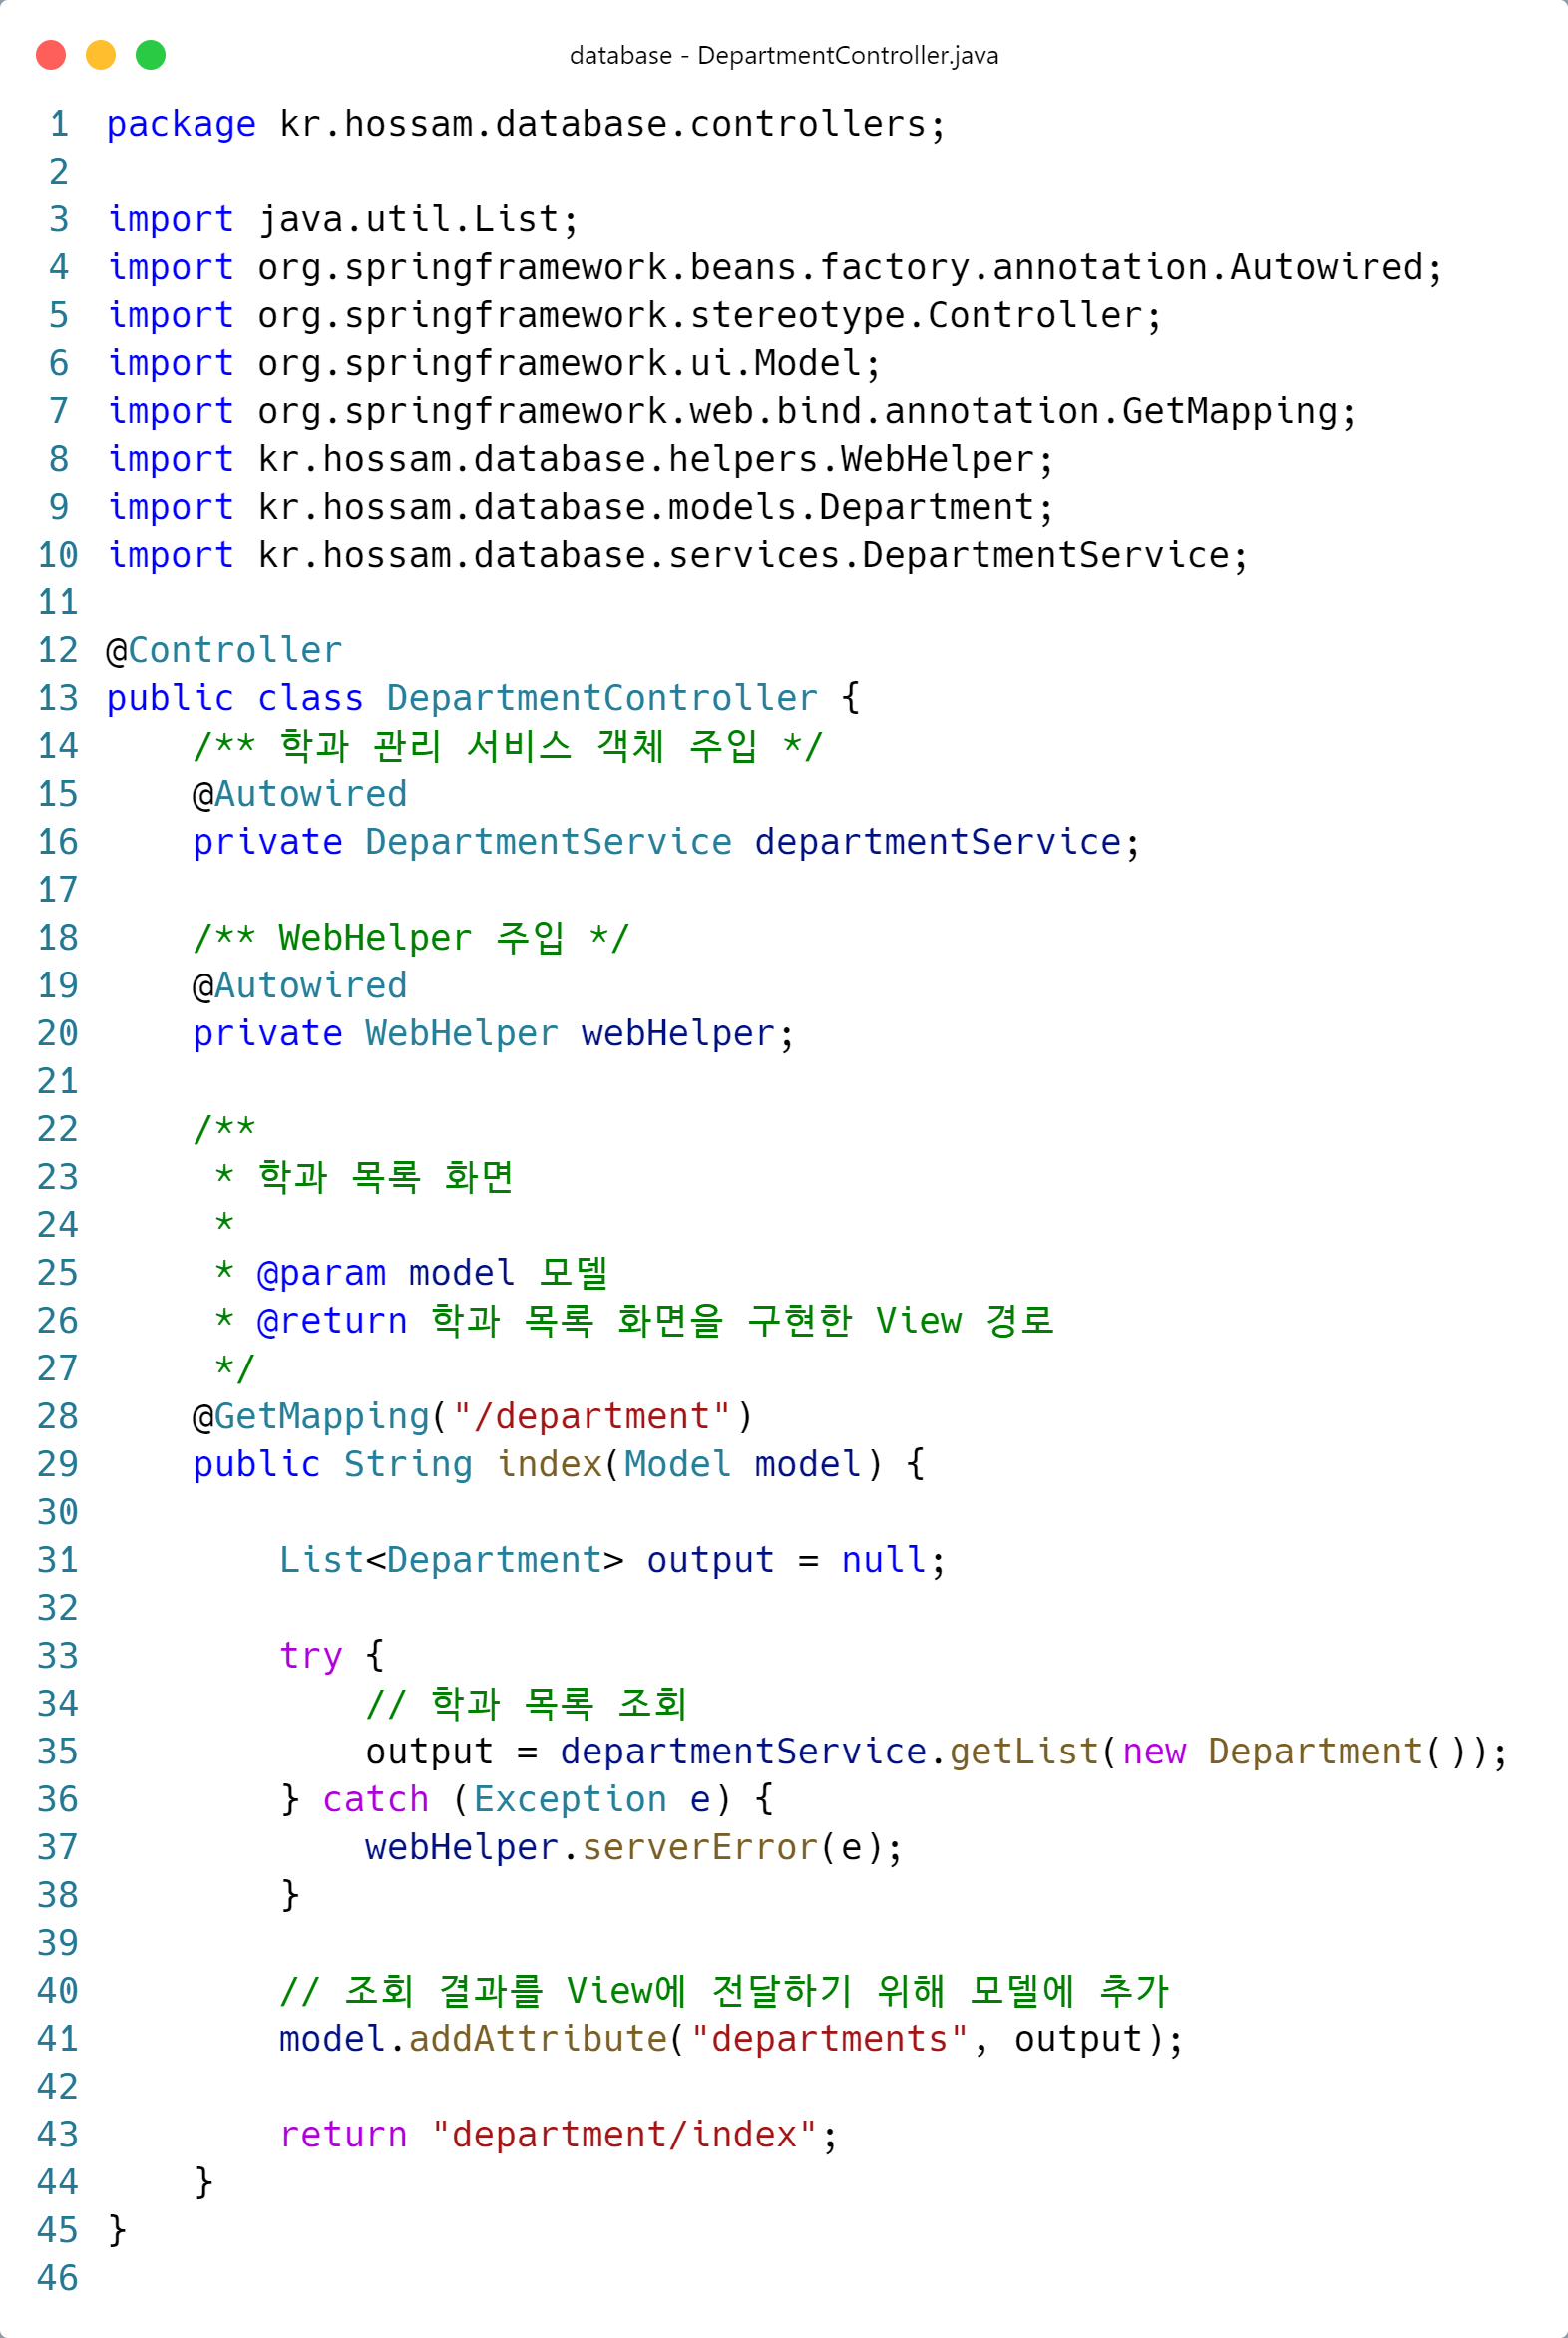 database - DepartmentController.java
1 package kr.hossam.database.controllers;
2
3 import java.util.List;
4 import org.springframework.beans.factory.annotation.Autowired;
5 import org.springframework.stereotype.Controller;
6 import org.springframework.ui.Model;
7 import org.springframework.web.bind.annotation.GetMapping;
8 import kr.hossam.database.helpers.WebHelper;
9 import kr.hossam.database.models.Department;
10 import kr.hossam.database.services.DepartmentService;
11
12 @Controller
13 public class DepartmentController {
14     /** 학과 관리 서비스 객체 주입 */
15     @Autowired
16     private DepartmentService departmentService;
17
18     /** WebHelper 주입 */
19     @Autowired
20     private WebHelper webHelper;
21
22     /**
23      * 학과 목록 화면
24      *
25      * @param model 모델
26      * @return 학과 목록 화면을 구현한 View 경로
27      */
28     @GetMapping("/department")
29     public String index(Model model) {
30
31         List<Department> output = null;
32
33         try {
34             // 학과 목록 조회
35             output = departmentService.getList(new Department());
36         } catch (Exception e) {
37             webHelper.serverError(e);
38         }
39
40         // 조회 결과를 View에 전달하기 위해 모델에 추가
41         model.addAttribute("departments", output);
42
43         return "department/index";
44     }
45 }
46